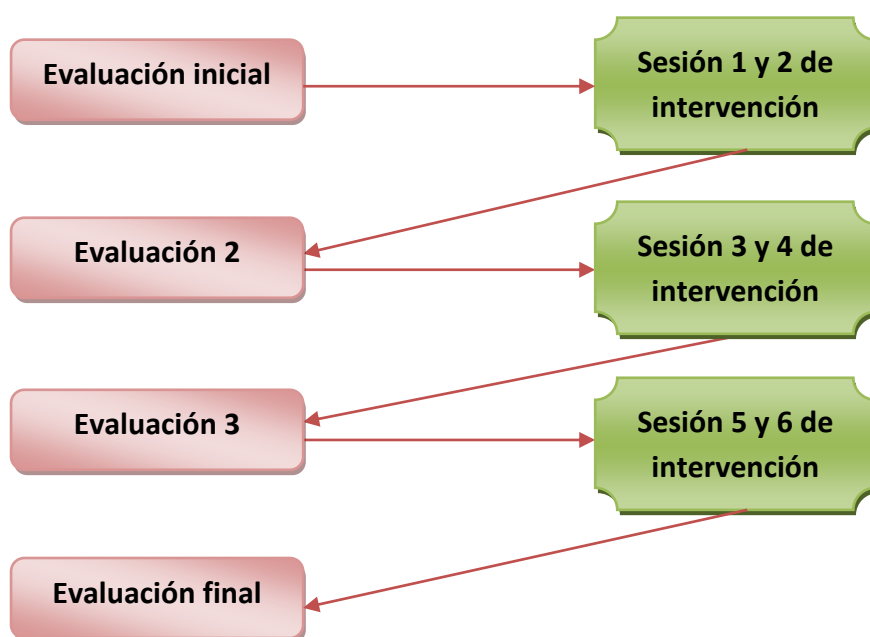 Evaluación inicial
Sesión 1 y 2 de
intervención
Evaluación 2
Sesión 3 y 4 de
intervención
Evaluación 3
Sesión 5 y 6 de
intervención
Evaluación final